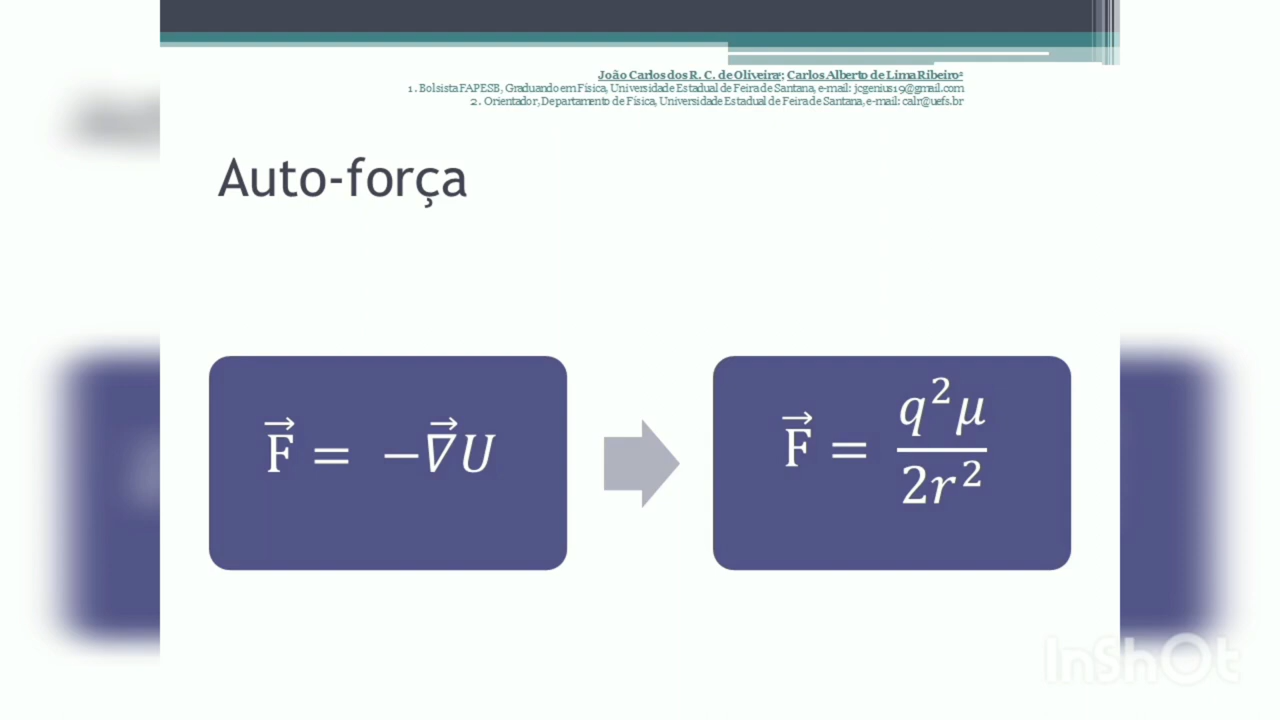 João Carlos dos R. C. de Oliveira¹; Carlos Alberto de Lima Ribeiro²
1. Bolsista FAPESB, Graduando em Física, Universidade Estadual de Feira de Santana, e-mail: jcgenius19@gmail.com
2. Orientador, Departamento de Física, Universidade Estadual de Feira de Santana, e-mail: calr@uefs.br
Auto-força
F⃗ = −∇⃗U
F⃗ = q²μ / 2r²
InShOt